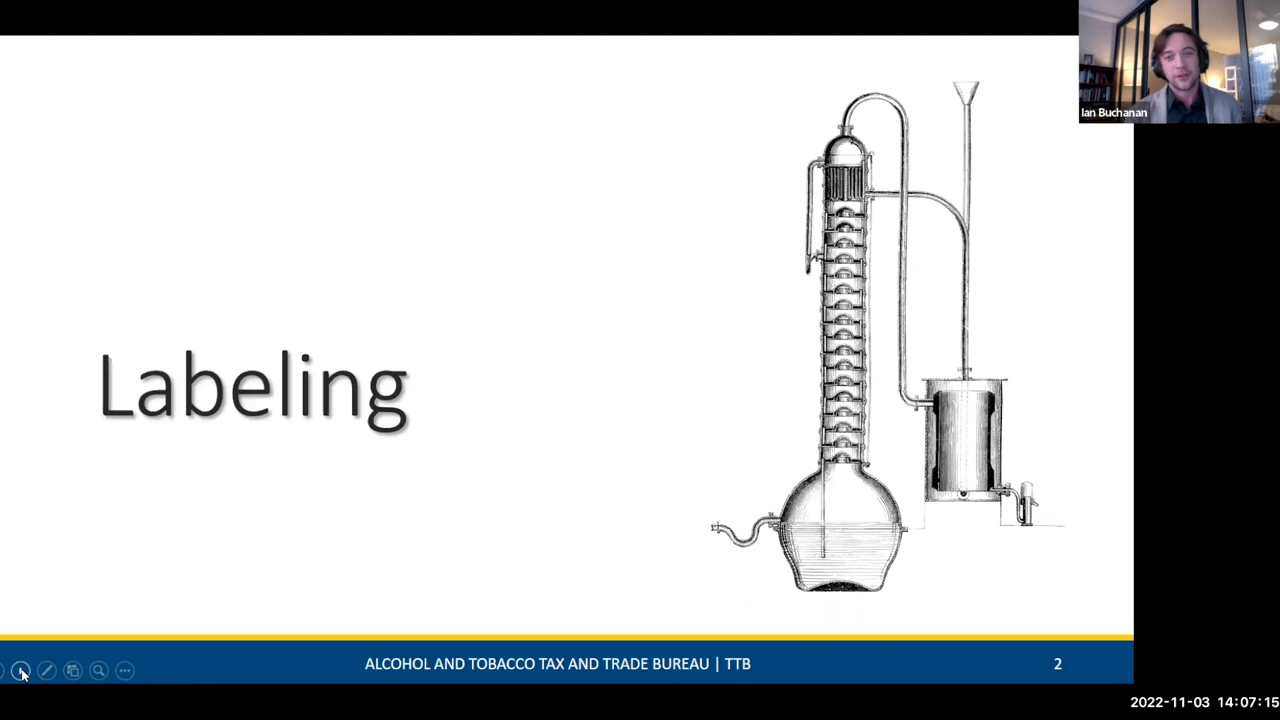 Ian Buchanan
Labeling
ALCOHOL AND TOBACCO TAX AND TRADE BUREAU | TTB
2
2022-11-03 14:07:15